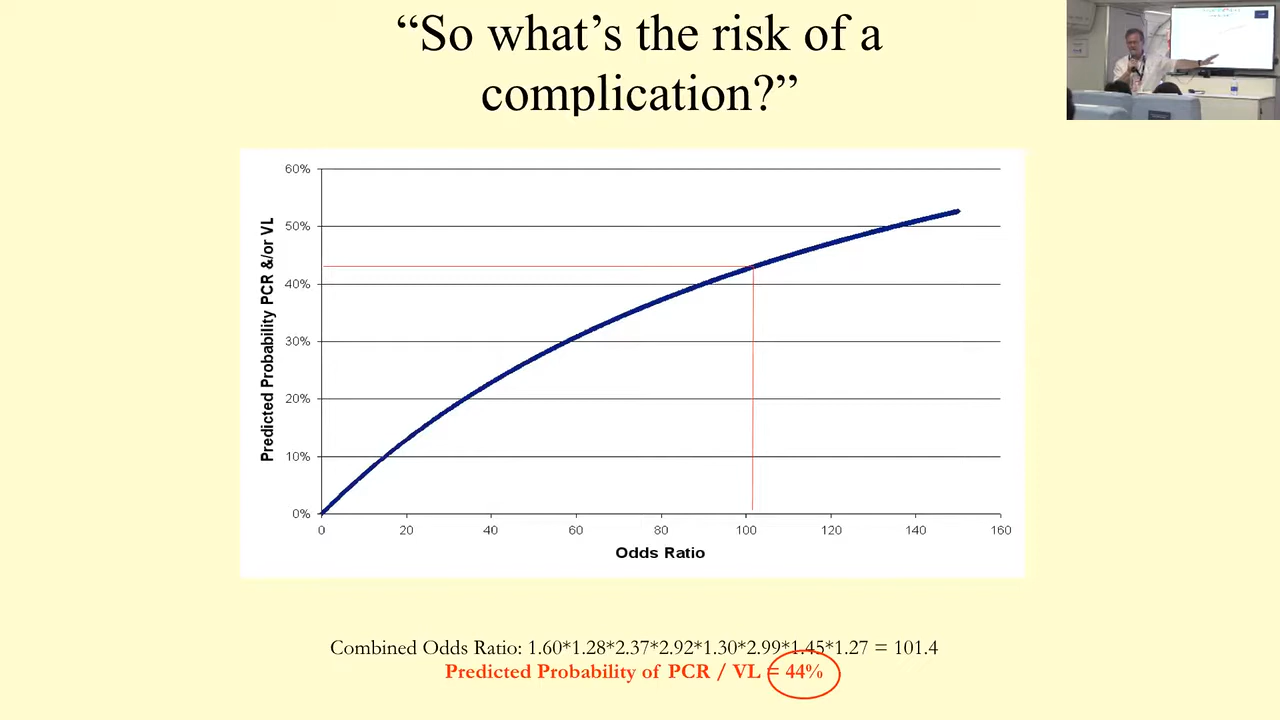 “So what’s the risk of a
complication?”
60%
50%
40%
30%
20%
10%
0%
Predicted Probability PCR &/or VL
0 20 40 60 80 100 120 140 160
Odds Ratio
Combined Odds Ratio: 1.60*1.28*2.37*2.92*1.30*2.99*1.45*1.27 = 101.4
Predicted Probability of PCR / VL = 44%